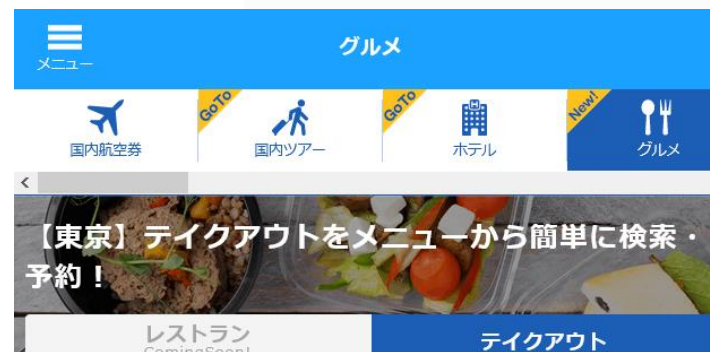 グルメ
メニュー
GoTo
GoTo
New!
国内航空券
国内ツアー
ホテル
グルメ
【東京】テイクアウトをメニューから簡単に検索・
予約！
レストラン
ComingSoon!
テイクアウト